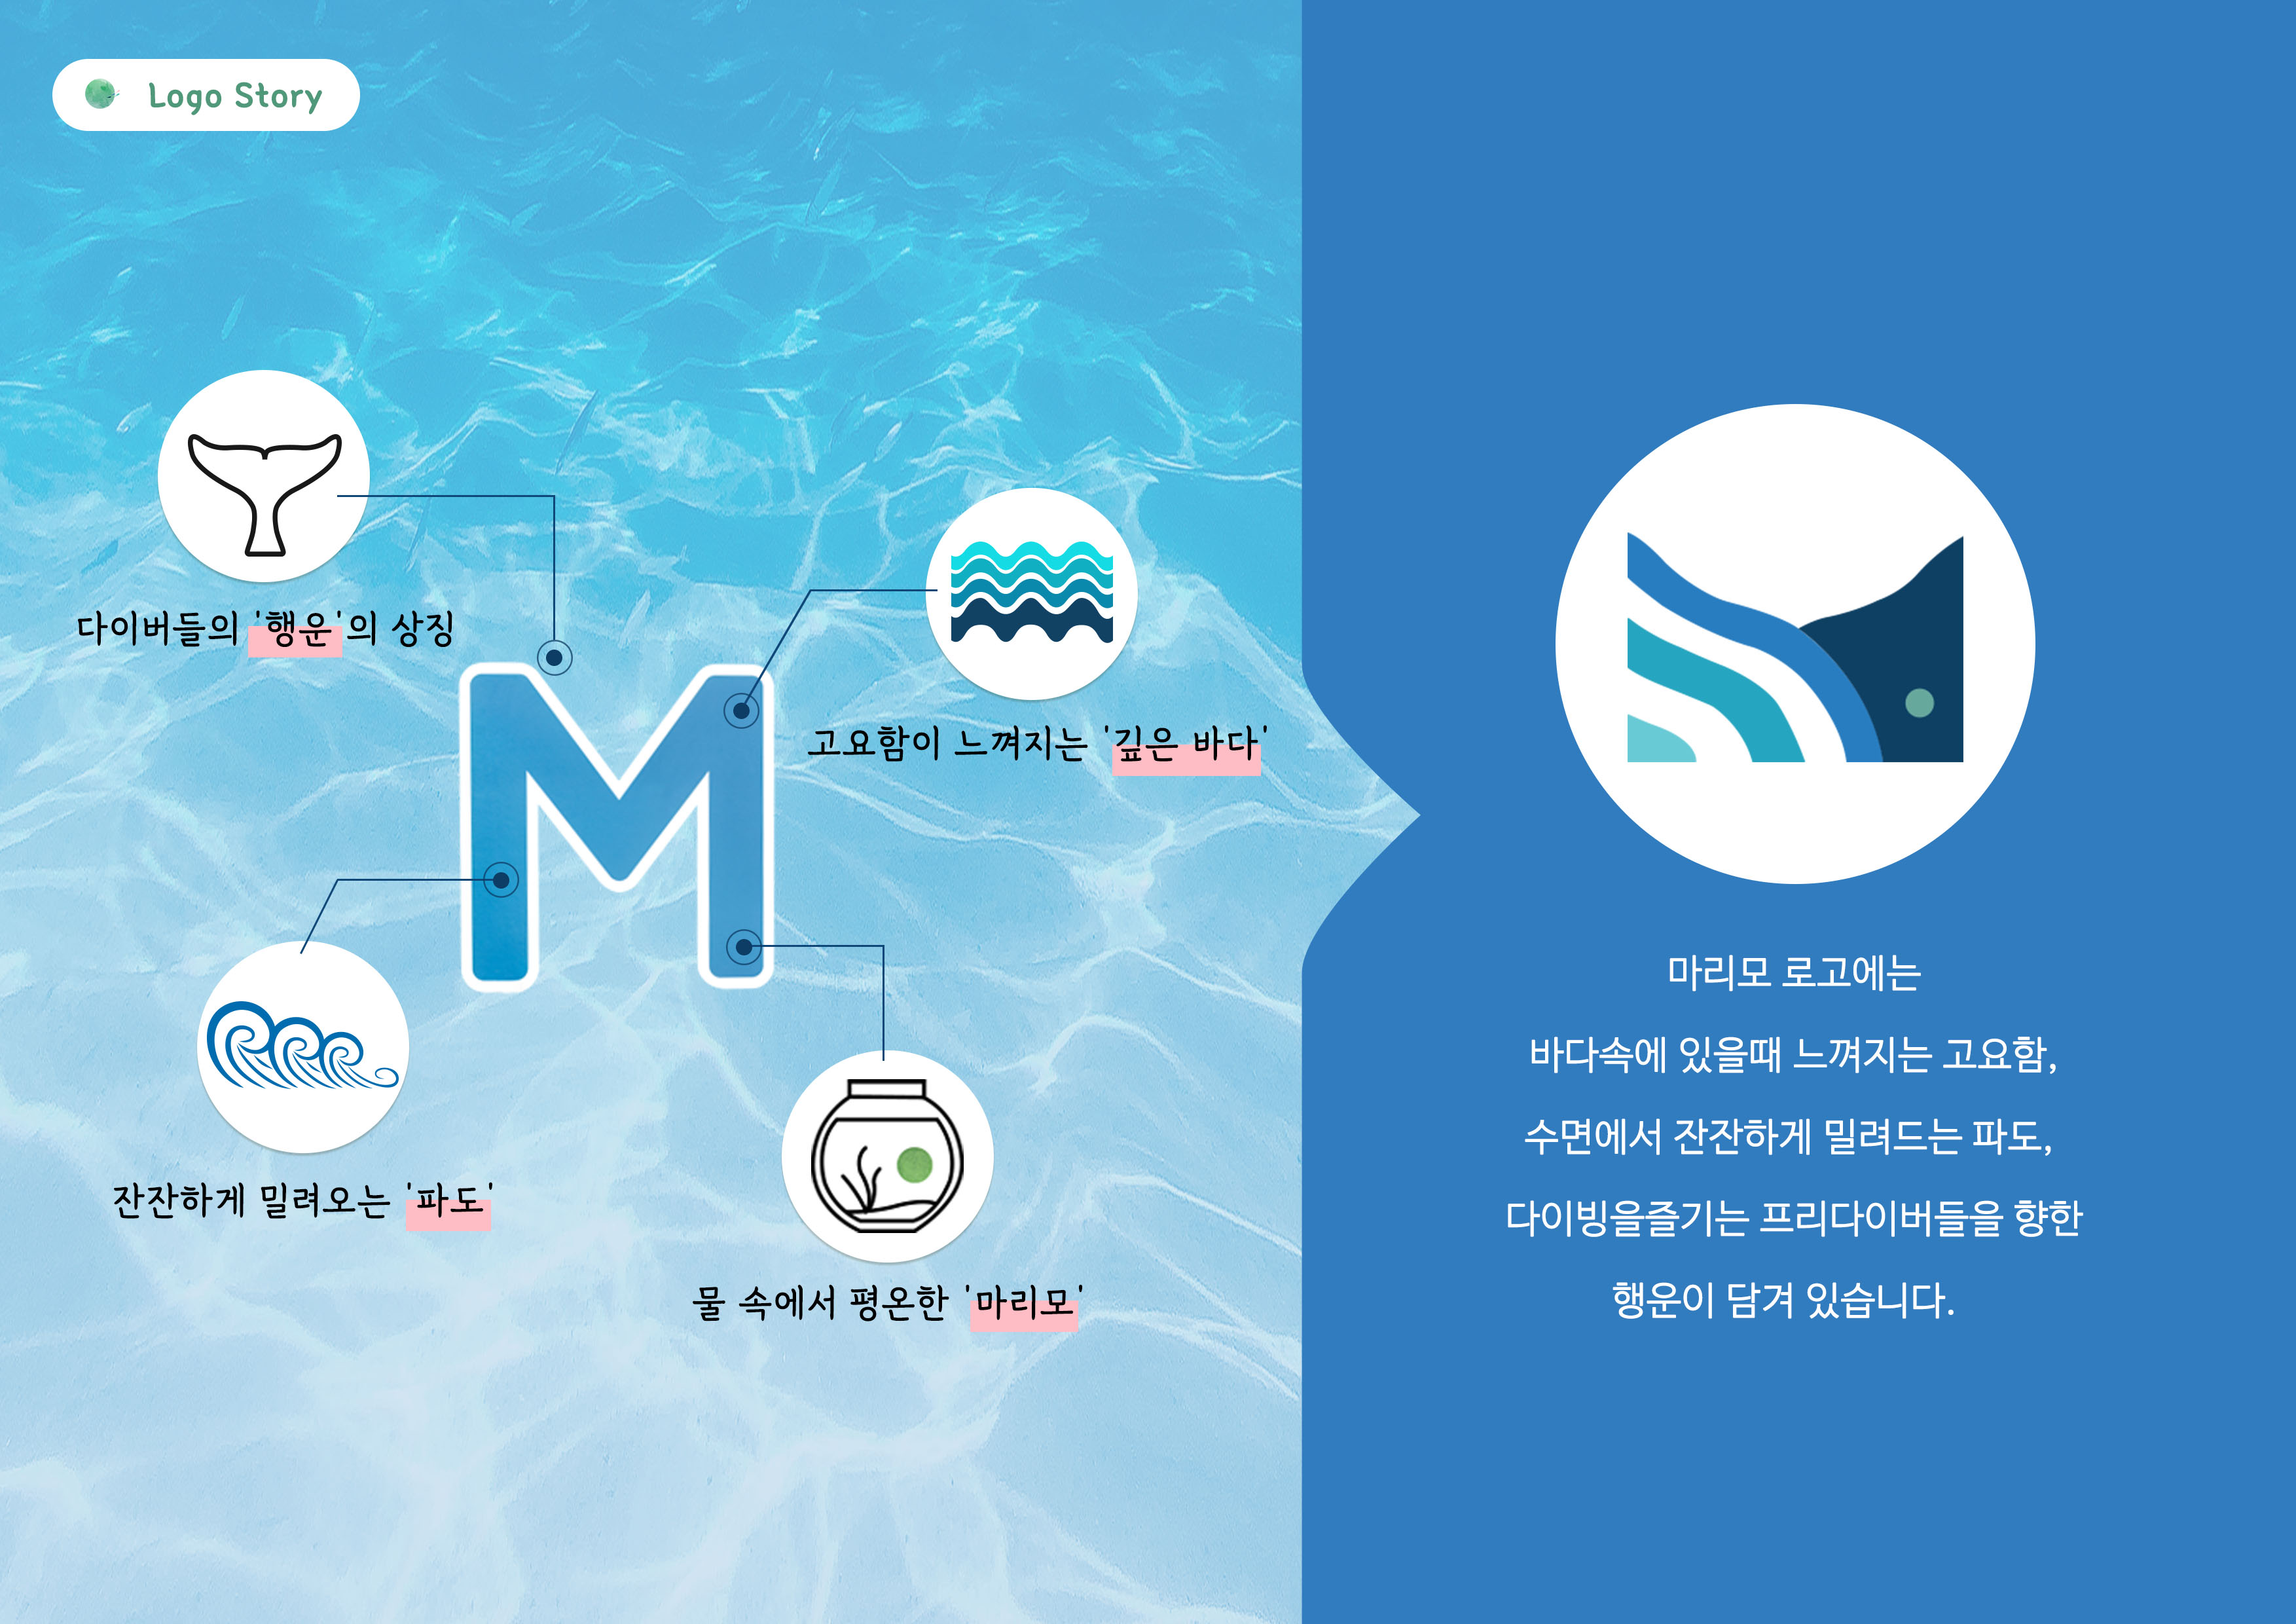 Logo Story
다이버들의 '행운'의 상징
고요함이 느껴지는 '깊은 바다'
M
잔잔하게 밀려오는 '파도'
물 속에서 평온한 '마리모'
마리모 로고에는
바다속에 있을때 느껴지는 고요함,
수면에서 잔잔하게 밀려드는 파도,
다이빙을즐기는 프리다이버들을 향한
행운이 담겨 있습니다.